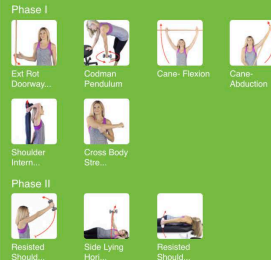 Phase I
Ext Rot
Doorway...
Codman
Pendulum
Cane- Flexion
Cane-
Abduction
Shoulder
Intern...
Cross Body
Stre...
Phase II
Resisted
Should...
Side Lying
Hori...
Resisted
Should...